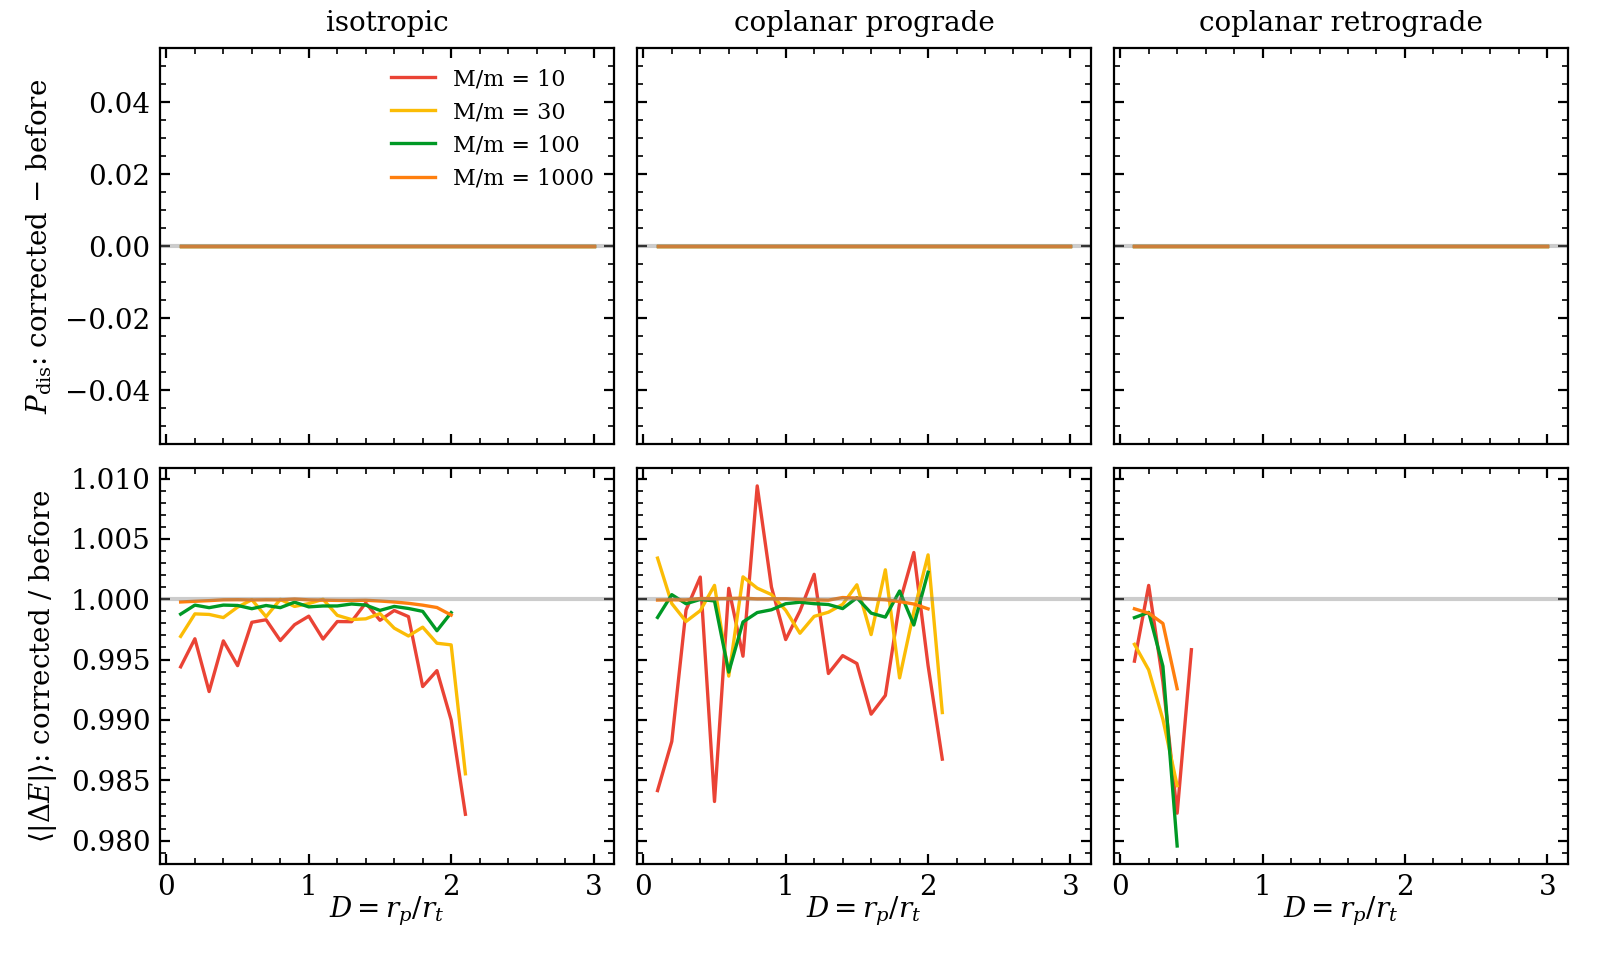 isotropic
coplanar prograde
coplanar retrograde
P_dis: corrected − before
0.04
0.02
0.00
−0.02
−0.04
M/m = 10
M/m = 30
M/m = 100
M/m = 1000
⟨|ΔE|⟩: corrected / before
1.010
1.005
1.000
0.995
0.990
0.985
0.980
0 1 2 3
0 1 2 3
0 1 2 3
D = r_p/r_t
D = r_p/r_t
D = r_p/r_t